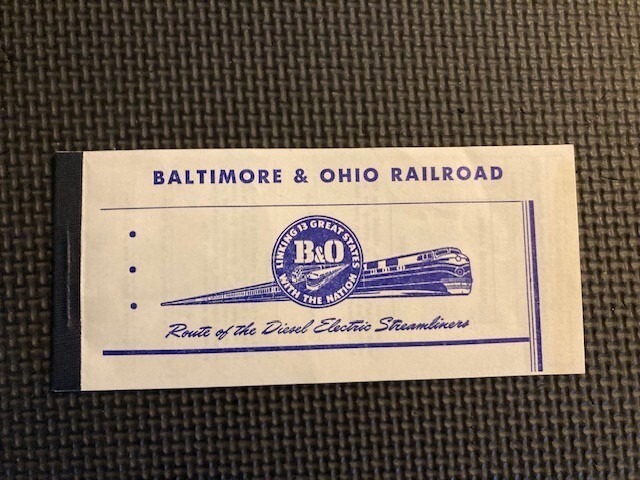 BALTIMORE & OHIO RAILROAD
LINKING 13 GREAT STATES
B&O
WITH THE NATION
Route of the Diesel Electric Streamliners